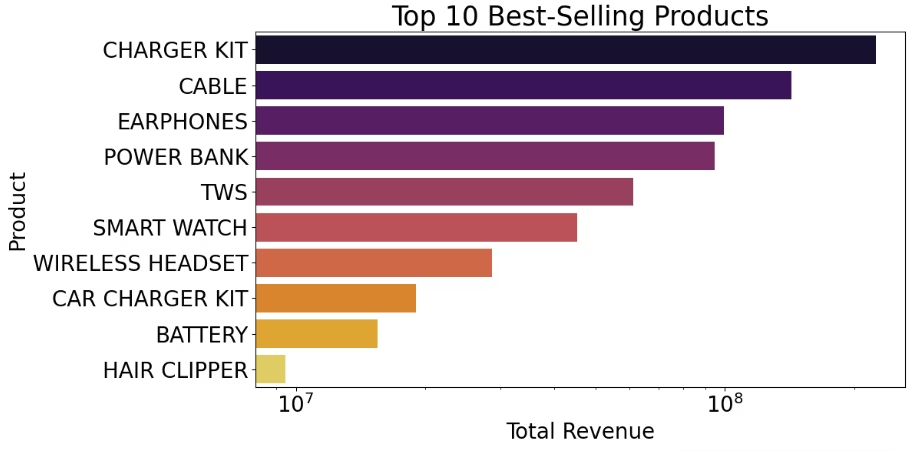 Top 10 Best-Selling Products
CHARGER KIT
CABLE
EARPHONES
POWER BANK
TWS
SMART WATCH
WIRELESS HEADSET
CAR CHARGER KIT
BATTERY
HAIR CLIPPER
Product
10⁷ 10⁸
Total Revenue